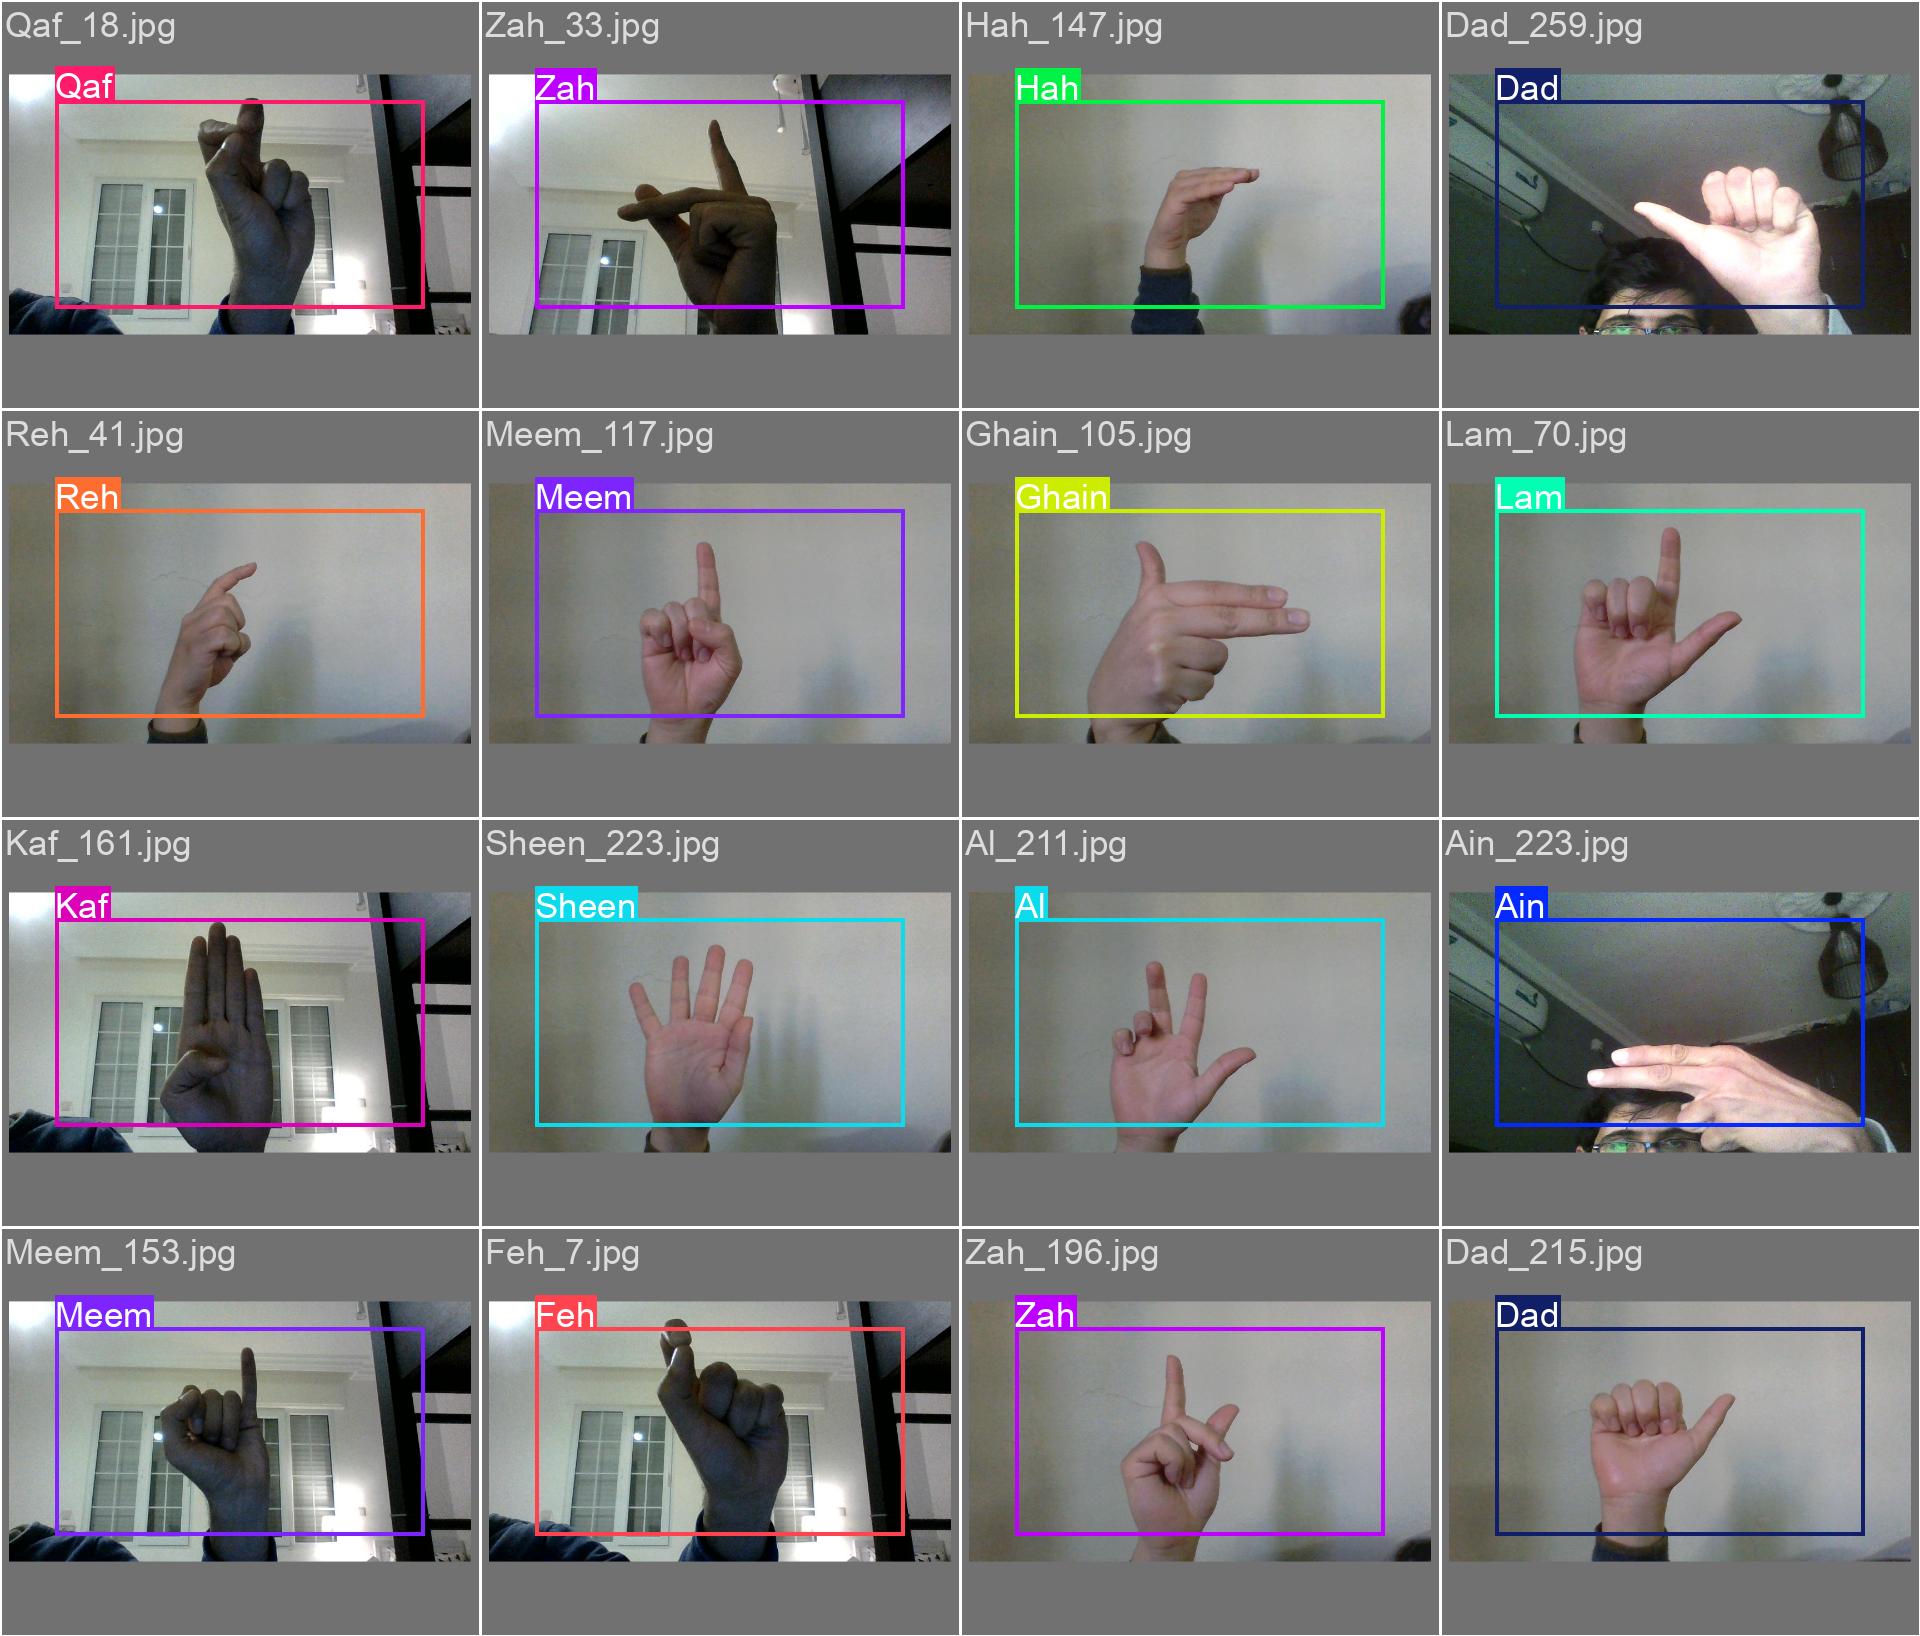 Qaf_18.jpg
Zah_33.jpg
Hah_147.jpg
Dad_259.jpg
Qaf
Zah
Hah
Dad
Reh_41.jpg
Meem_117.jpg
Ghain_105.jpg
Lam_70.jpg
Reh
Meem
Ghain
Lam
Kaf_161.jpg
Sheen_223.jpg
Al_211.jpg
Ain_223.jpg
Kaf
Sheen
Al
Ain
Meem_153.jpg
Feh_7.jpg
Zah_196.jpg
Dad_215.jpg
Meem
Feh
Zah
Dad